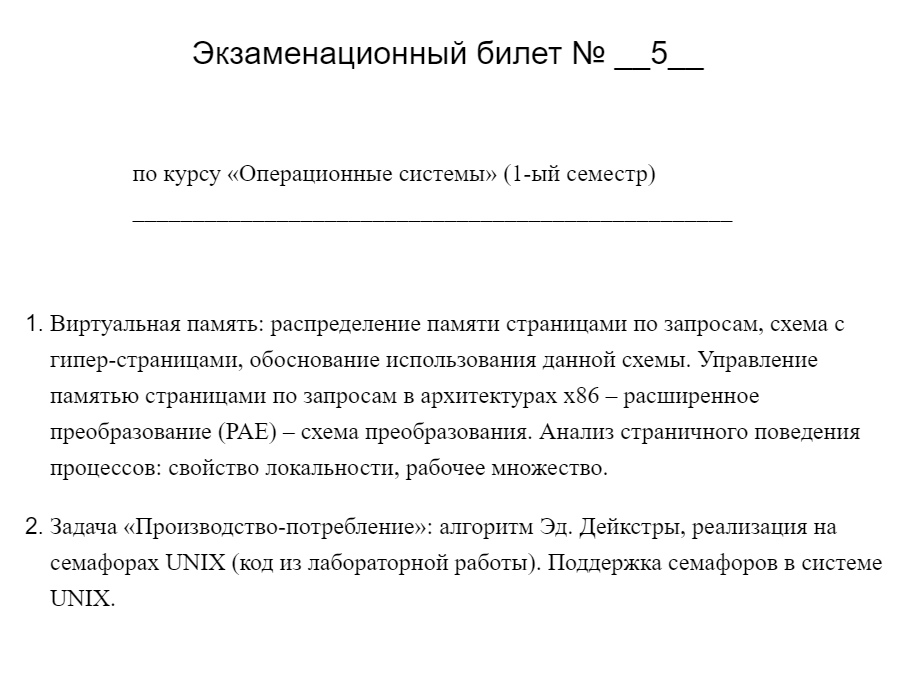 Экзаменационный билет № __5__
по курсу «Операционные системы» (1-ый семестр)
__________________________________________________
1. Виртуальная память: распределение памяти страницами по запросам, схема с
гипер-страницами, обоснование использования данной схемы. Управление
памятью страницами по запросам в архитектурах x86 – расширенное
преобразование (PAE) – схема преобразования. Анализ страничного поведения
процессов: свойство локальности, рабочее множество.
2. Задача «Производство-потребление»: алгоритм Эд. Дейкстры, реализация на
семафорах UNIX (код из лабораторной работы). Поддержка семафоров в системе
UNIX.